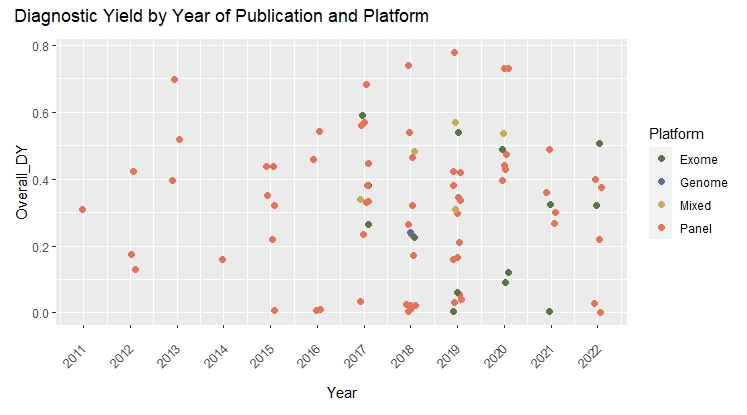 Diagnostic Yield by Year of Publication and Platform
Overall_DY
0.8
0.6
0.4
0.2
0.0
2011
2012
2013
2014
2015
2016
2017
2018
2019
2020
2021
2022
Year
Platform
Exome
Genome
Mixed
Panel